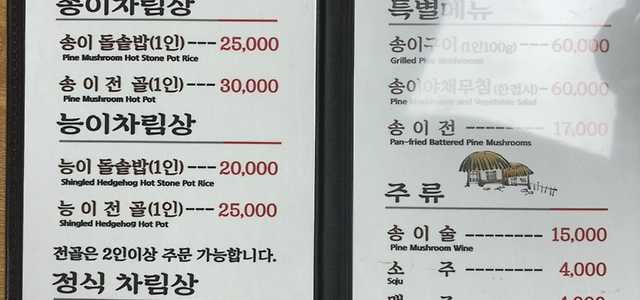 송이차림상
송이 돌솥밥(1인)---25,000
Pine Mushroom Hot Stone Pot Rice
송 이 전 골(1인)---30,000
Pine Mushroom Hot Pot
능이차림상
능이 돌솥밥(1인)---20,000
Shingled Hedgehog Hot Stone Pot Rice
능 이 전 골(1인)---25,000
Shingled Hedgehog Hot Pot
전골은 2인이상 주문 가능합니다.
정식 차림상
특별메뉴
송이구이(1인100g)---60,000
Grilled Pine Mushrooms
송이야채무침(한접시)-60,000
Pine Mushroom and Vegetable Salad
송 이 전--------17,000
Pan-fried Battered Pine Mushrooms
주 류
송 이 술-------15,000
Pine Mushroom Wine
소 주-------4,000
Soju
맥 주-------4,000